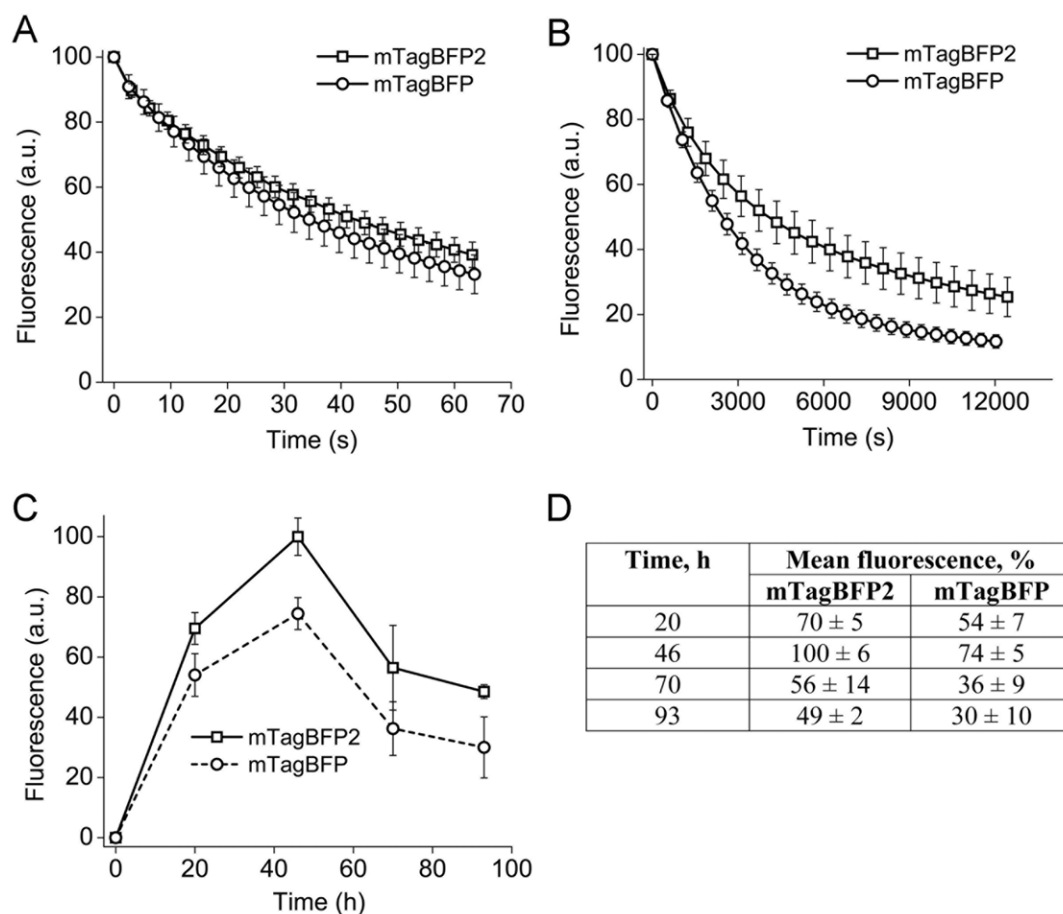 A
mTagBFP2
mTagBFP
100
80
60
40
20
0
Fluorescence (a.u.)
0 10 20 30 40 50 60 70
Time (s)
B
mTagBFP2
mTagBFP
100
80
60
40
20
0
Fluorescence (a.u.)
0 3000 6000 9000 12000
Time (s)
C
100
80
60
40
20
0
Fluorescence (a.u.)
mTagBFP2
mTagBFP
0 20 40 60 80 100
Time (h)
D
Time, h Mean fluorescence, %
mTagBFP2 mTagBFP
20 70 ± 5 54 ± 7
46 100 ± 6 74 ± 5
70 56 ± 14 36 ± 9
93 49 ± 2 30 ± 10